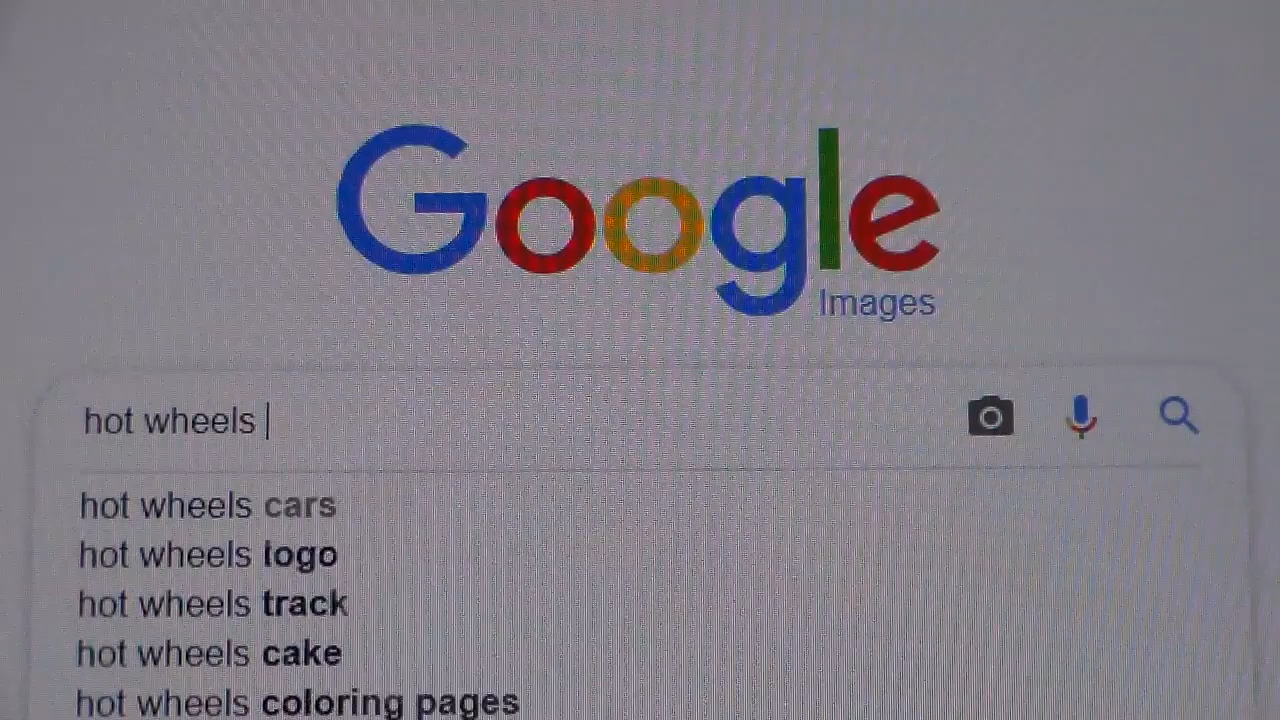 Google
Images
hot wheels
hot wheels cars
hot wheels logo
hot wheels track
hot wheels cake
hot wheels coloring pages